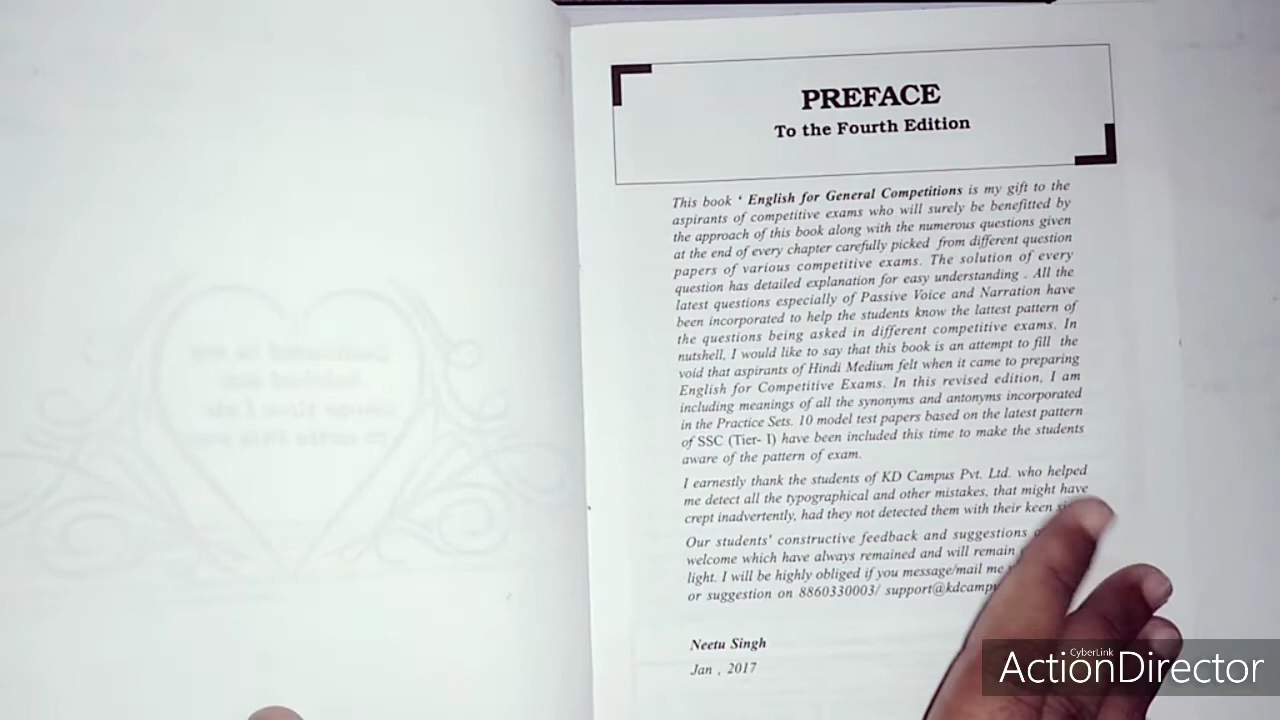 PREFACE
To the Fourth Edition
This book ‘ English for General Competitions is my gift to the
aspirants of competitive exams who will surely be benefitted by
the approach of this book along with the numerous questions given
at the end of every chapter carefully picked from different question
papers of various competitive exams. The solution of every
question has detailed explanation for easy understanding . All the
latest questions especially of Passive Voice and Narration have
been incorporated to help the students know the lattest pattern of
the questions being asked in different competitive exams. In
nutshell, I would like to say that this book is an attempt to fill the
void that aspirants of Hindi Medium felt when it came to preparing
English for Competitive Exams. In this revised edition, I am
including meanings of all the synonyms and antonyms incorporated
in the Practice Sets. 10 model test papers based on the latest pattern
of SSC (Tier- I) have been included this time to make the students
aware of the pattern of exam.
I earnestly thank the students of KD Campus Pvt. Ltd. who helped
me detect all the typographical and other mistakes, that might have
crept inadvertently, had they not detected them with their keen
Our students' constructive feedback and suggestions
welcome which have always remained and will remain
light. I will be highly obliged if you message/mail me
or suggestion on 8860330003/ support@kdcamp
Neetu Singh
Jan , 2017
CyberLink
ActionDirector